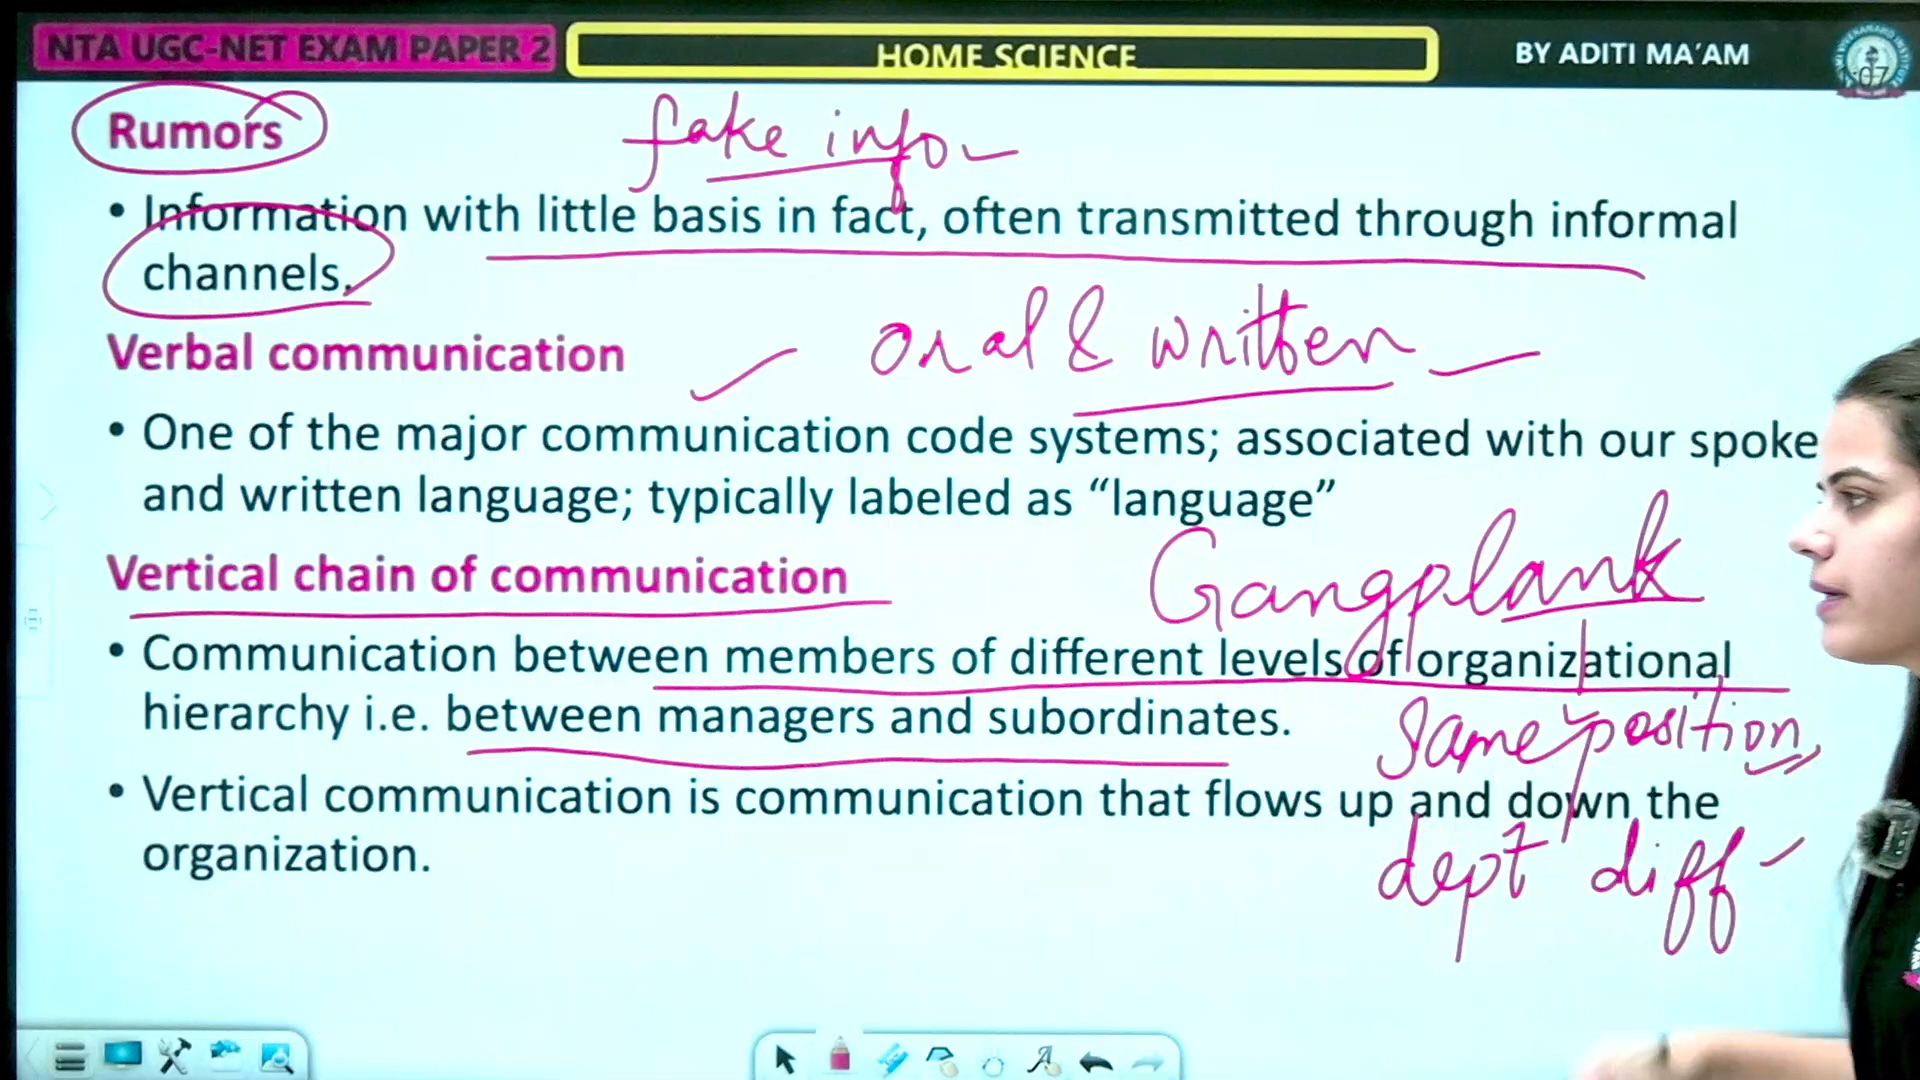 NTA UGC-NET EXAM PAPER 2
HOME SCIENCE
BY ADITI MA'AM
Rumors
fake info
• Information with little basis in fact, often transmitted through informal
channels.
Verbal communication
oral & written
• One of the major communication code systems; associated with our spoke
and written language; typically labeled as “language”
Gangplank
Vertical chain of communication
• Communication between members of different levels of organizational
hierarchy i.e. between managers and subordinates.
same position
• Vertical communication is communication that flows up and down the
organization.
dept diff